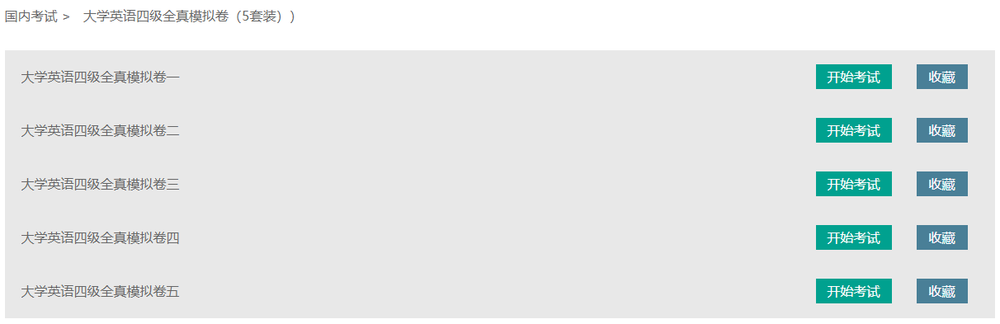 国内考试 > 大学英语四级全真模拟卷（5套装））
大学英语四级全真模拟卷一 开始考试 收藏
大学英语四级全真模拟卷二 开始考试 收藏
大学英语四级全真模拟卷三 开始考试 收藏
大学英语四级全真模拟卷四 开始考试 收藏
大学英语四级全真模拟卷五 开始考试 收藏